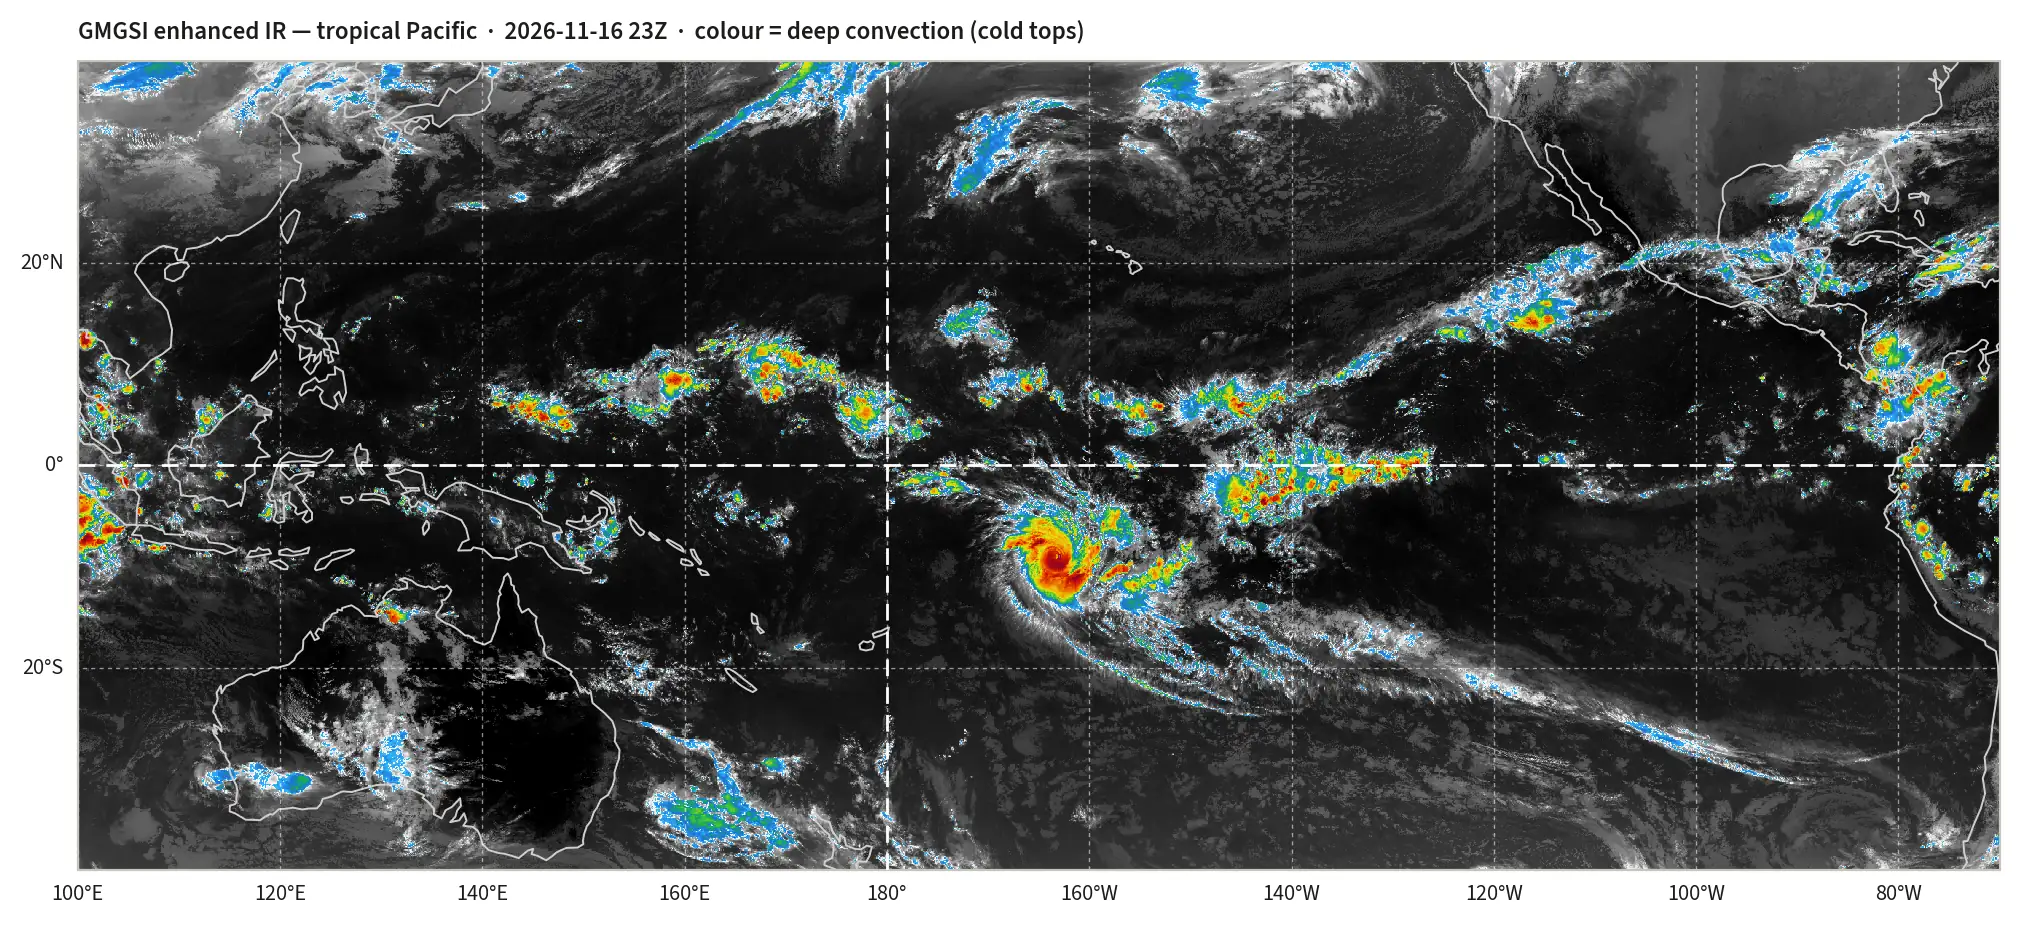 GMGSI enhanced IR — tropical Pacific · 2026-11-16 23Z · colour = deep convection (cold tops)
20°N
0°
20°S
100°E 120°E 140°E 160°E 180° 160°W 140°W 120°W 100°W 80°W